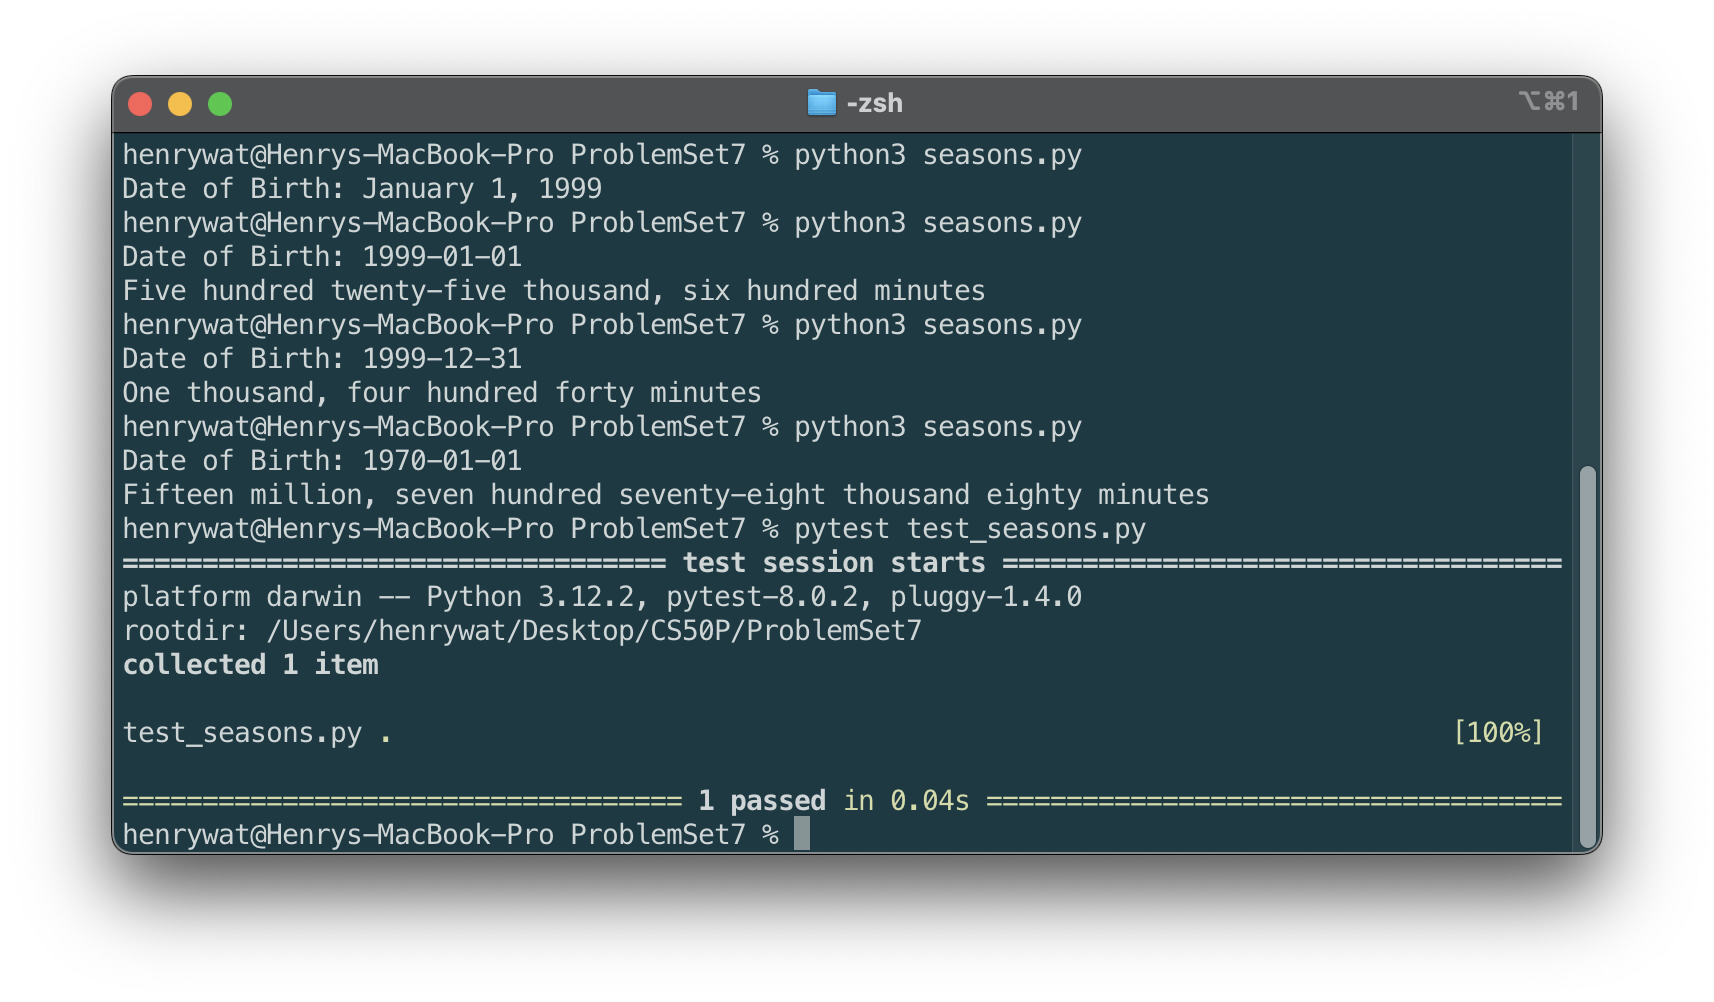 -zsh
⌥⌘1
henrywat@Henrys-MacBook-Pro ProblemSet7 % python3 seasons.py
Date of Birth: January 1, 1999
henrywat@Henrys-MacBook-Pro ProblemSet7 % python3 seasons.py
Date of Birth: 1999-01-01
Five hundred twenty-five thousand, six hundred minutes
henrywat@Henrys-MacBook-Pro ProblemSet7 % python3 seasons.py
Date of Birth: 1999-12-31
One thousand, four hundred forty minutes
henrywat@Henrys-MacBook-Pro ProblemSet7 % python3 seasons.py
Date of Birth: 1970-01-01
Fifteen million, seven hundred seventy-eight thousand eighty minutes
henrywat@Henrys-MacBook-Pro ProblemSet7 % pytest test_seasons.py
================================== test session starts ===================================
platform darwin -- Python 3.12.2, pytest-8.0.2, pluggy-1.4.0
rootdir: /Users/henrywat/Desktop/CS50P/ProblemSet7
collected 1 item
test_seasons.py . [100%]
=================================== 1 passed in 0.04s ====================================
henrywat@Henrys-MacBook-Pro ProblemSet7 %